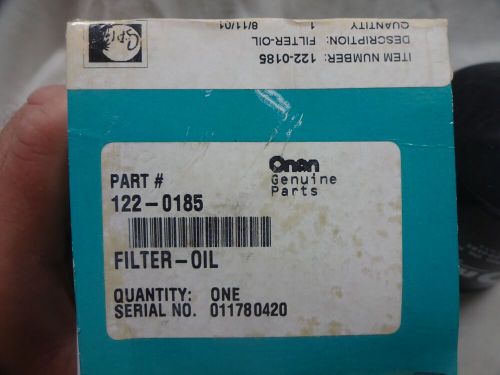 ITEM NUMBER: 122-0185
DESCRIPTION: FILTER-OIL
QUANTITY 1
8/11/01
Onan
Genuine
Parts
PART #
122-0185
FILTER-OIL
QUANTITY: ONE
SERIAL NO. 011780420